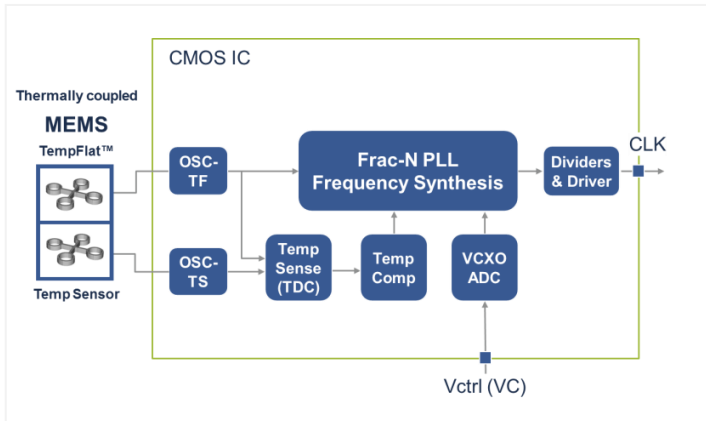 CMOS IC
Thermally coupled
MEMS
TempFlat™
OSC-
TF
Frac-N PLL
Frequency Synthesis
Dividers
& Driver
CLK
OSC-
TS
Temp
Sense
(TDC)
Temp
Comp
VCXO
ADC
Temp Sensor
Vctrl (VC)